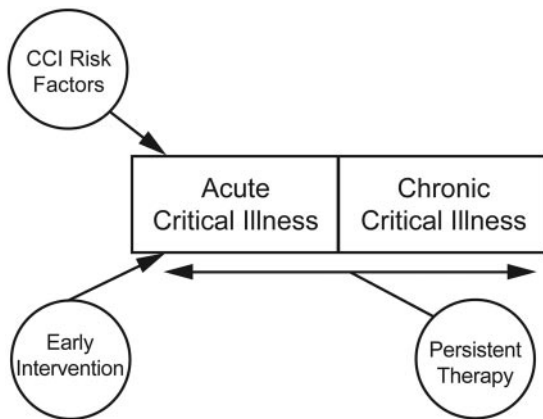 CCI Risk
Factors
Acute
Critical Illness
Chronic
Critical Illness
Early
Intervention
Persistent
Therapy